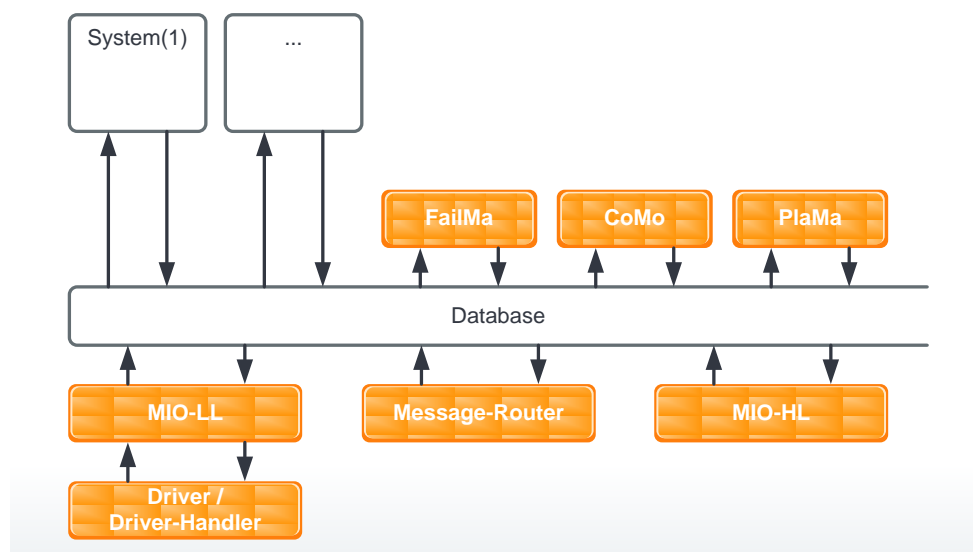 System(1)
...
FailMa
CoMo
PlaMa
Database
MIO-LL
Message-Router
MIO-HL
Driver /
Driver-Handler